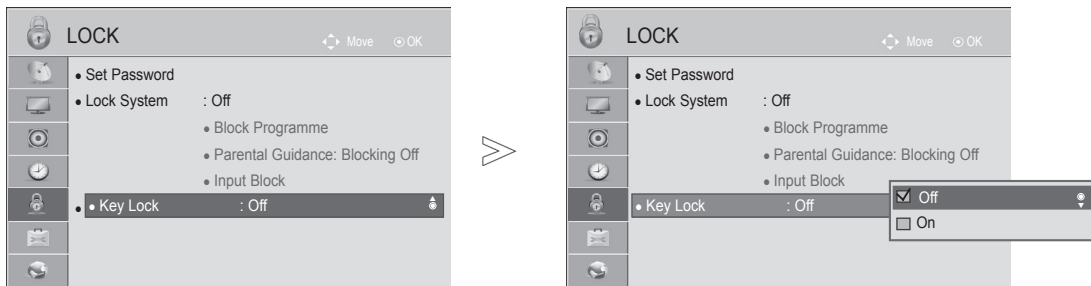 LOCK
Move OK
• Set Password
• Lock System : Off
• Block Programme
• Parental Guidance: Blocking Off
• Input Block
• • Key Lock : Off
>
LOCK
Move OK
• Set Password
• Lock System : Off
• Block Programme
• Parental Guidance: Blocking Off
• Input Block
• Key Lock : Off
Off
On